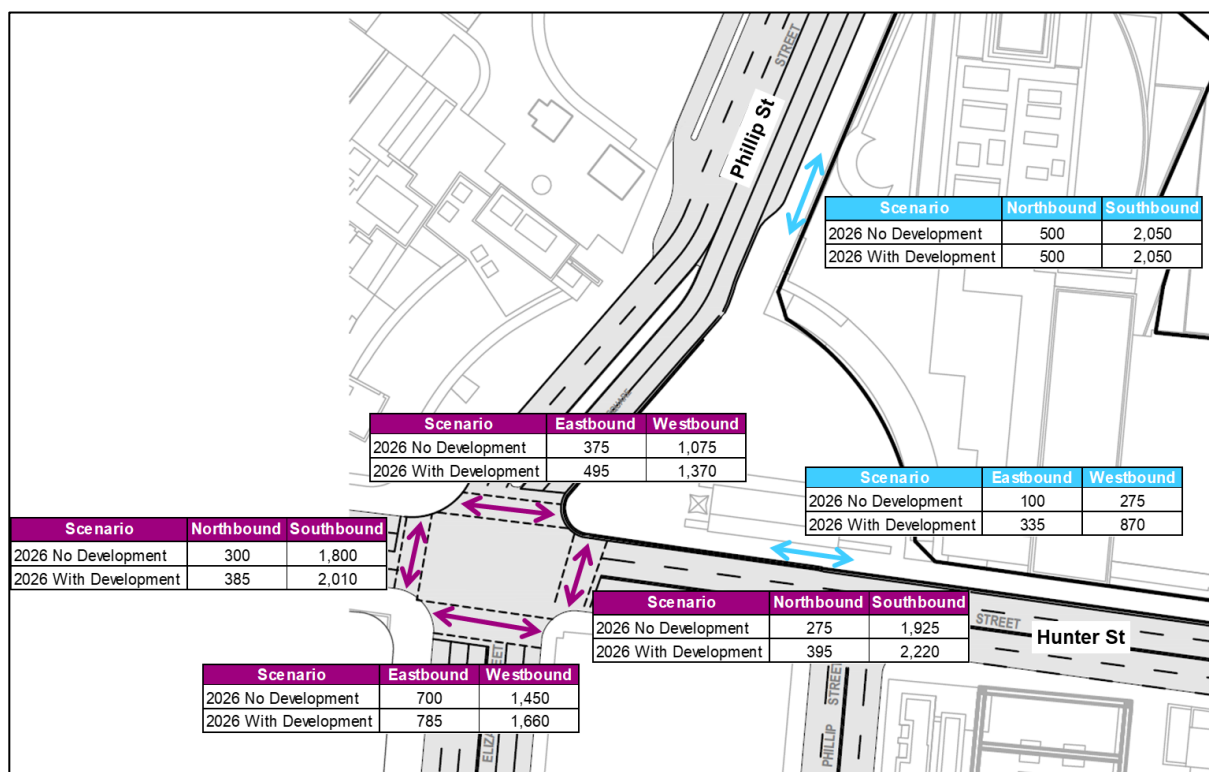 STREET
Phillip St
Scenario Northbound Southbound
2026 No Development 500 2,050
2026 With Development 500 2,050
Scenario Eastbound Westbound
2026 No Development 375 1,075
2026 With Development 495 1,370
Scenario Eastbound Westbound
2026 No Development 100 275
2026 With Development 335 870
Scenario Northbound Southbound
2026 No Development 300 1,800
2026 With Development 385 2,010
Scenario Northbound Southbound
2026 No Development 275 1,925
2026 With Development 395 2,220
STREET
Hunter St
Scenario Eastbound Westbound
2026 No Development 700 1,450
2026 With Development 785 1,660
PHILLIP STREET